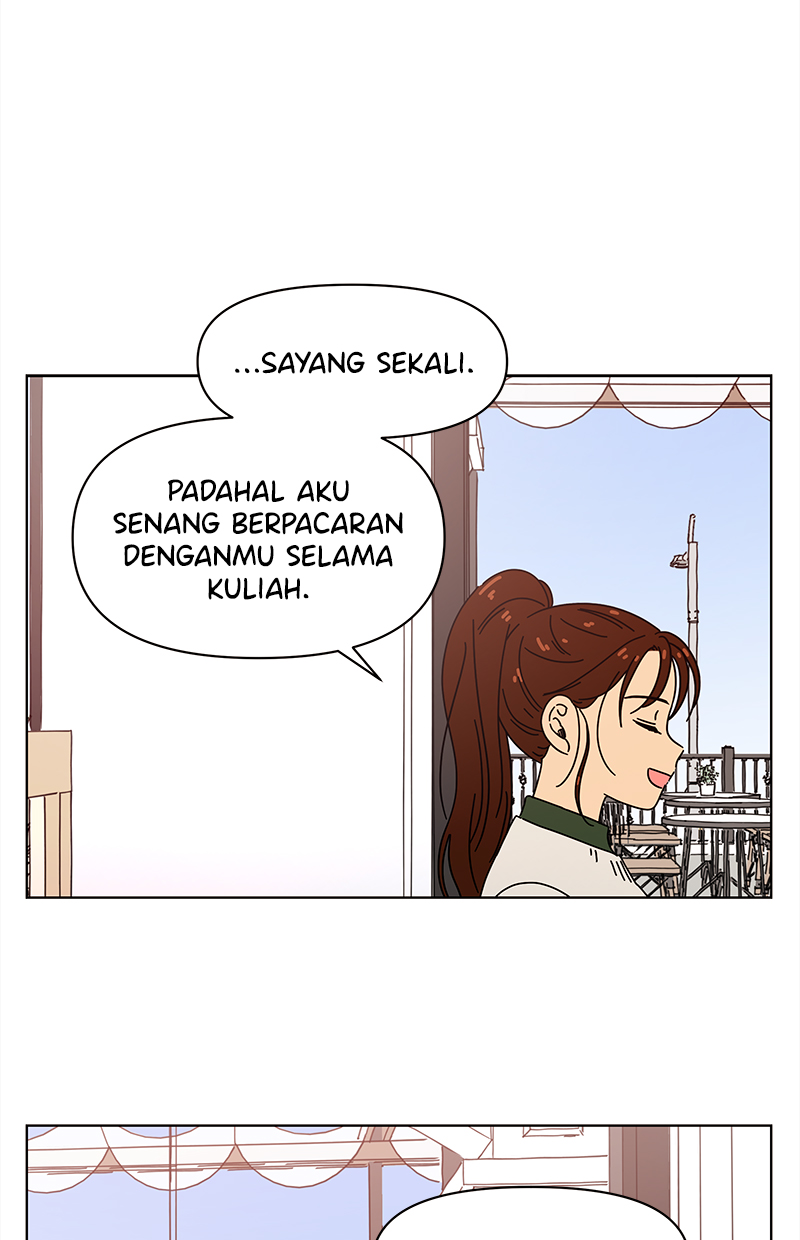 ...SAYANG SEKALI.
PADAHAL AKU
SENANG BERPACARAN
DENGANMU SELAMA
KULIAH.